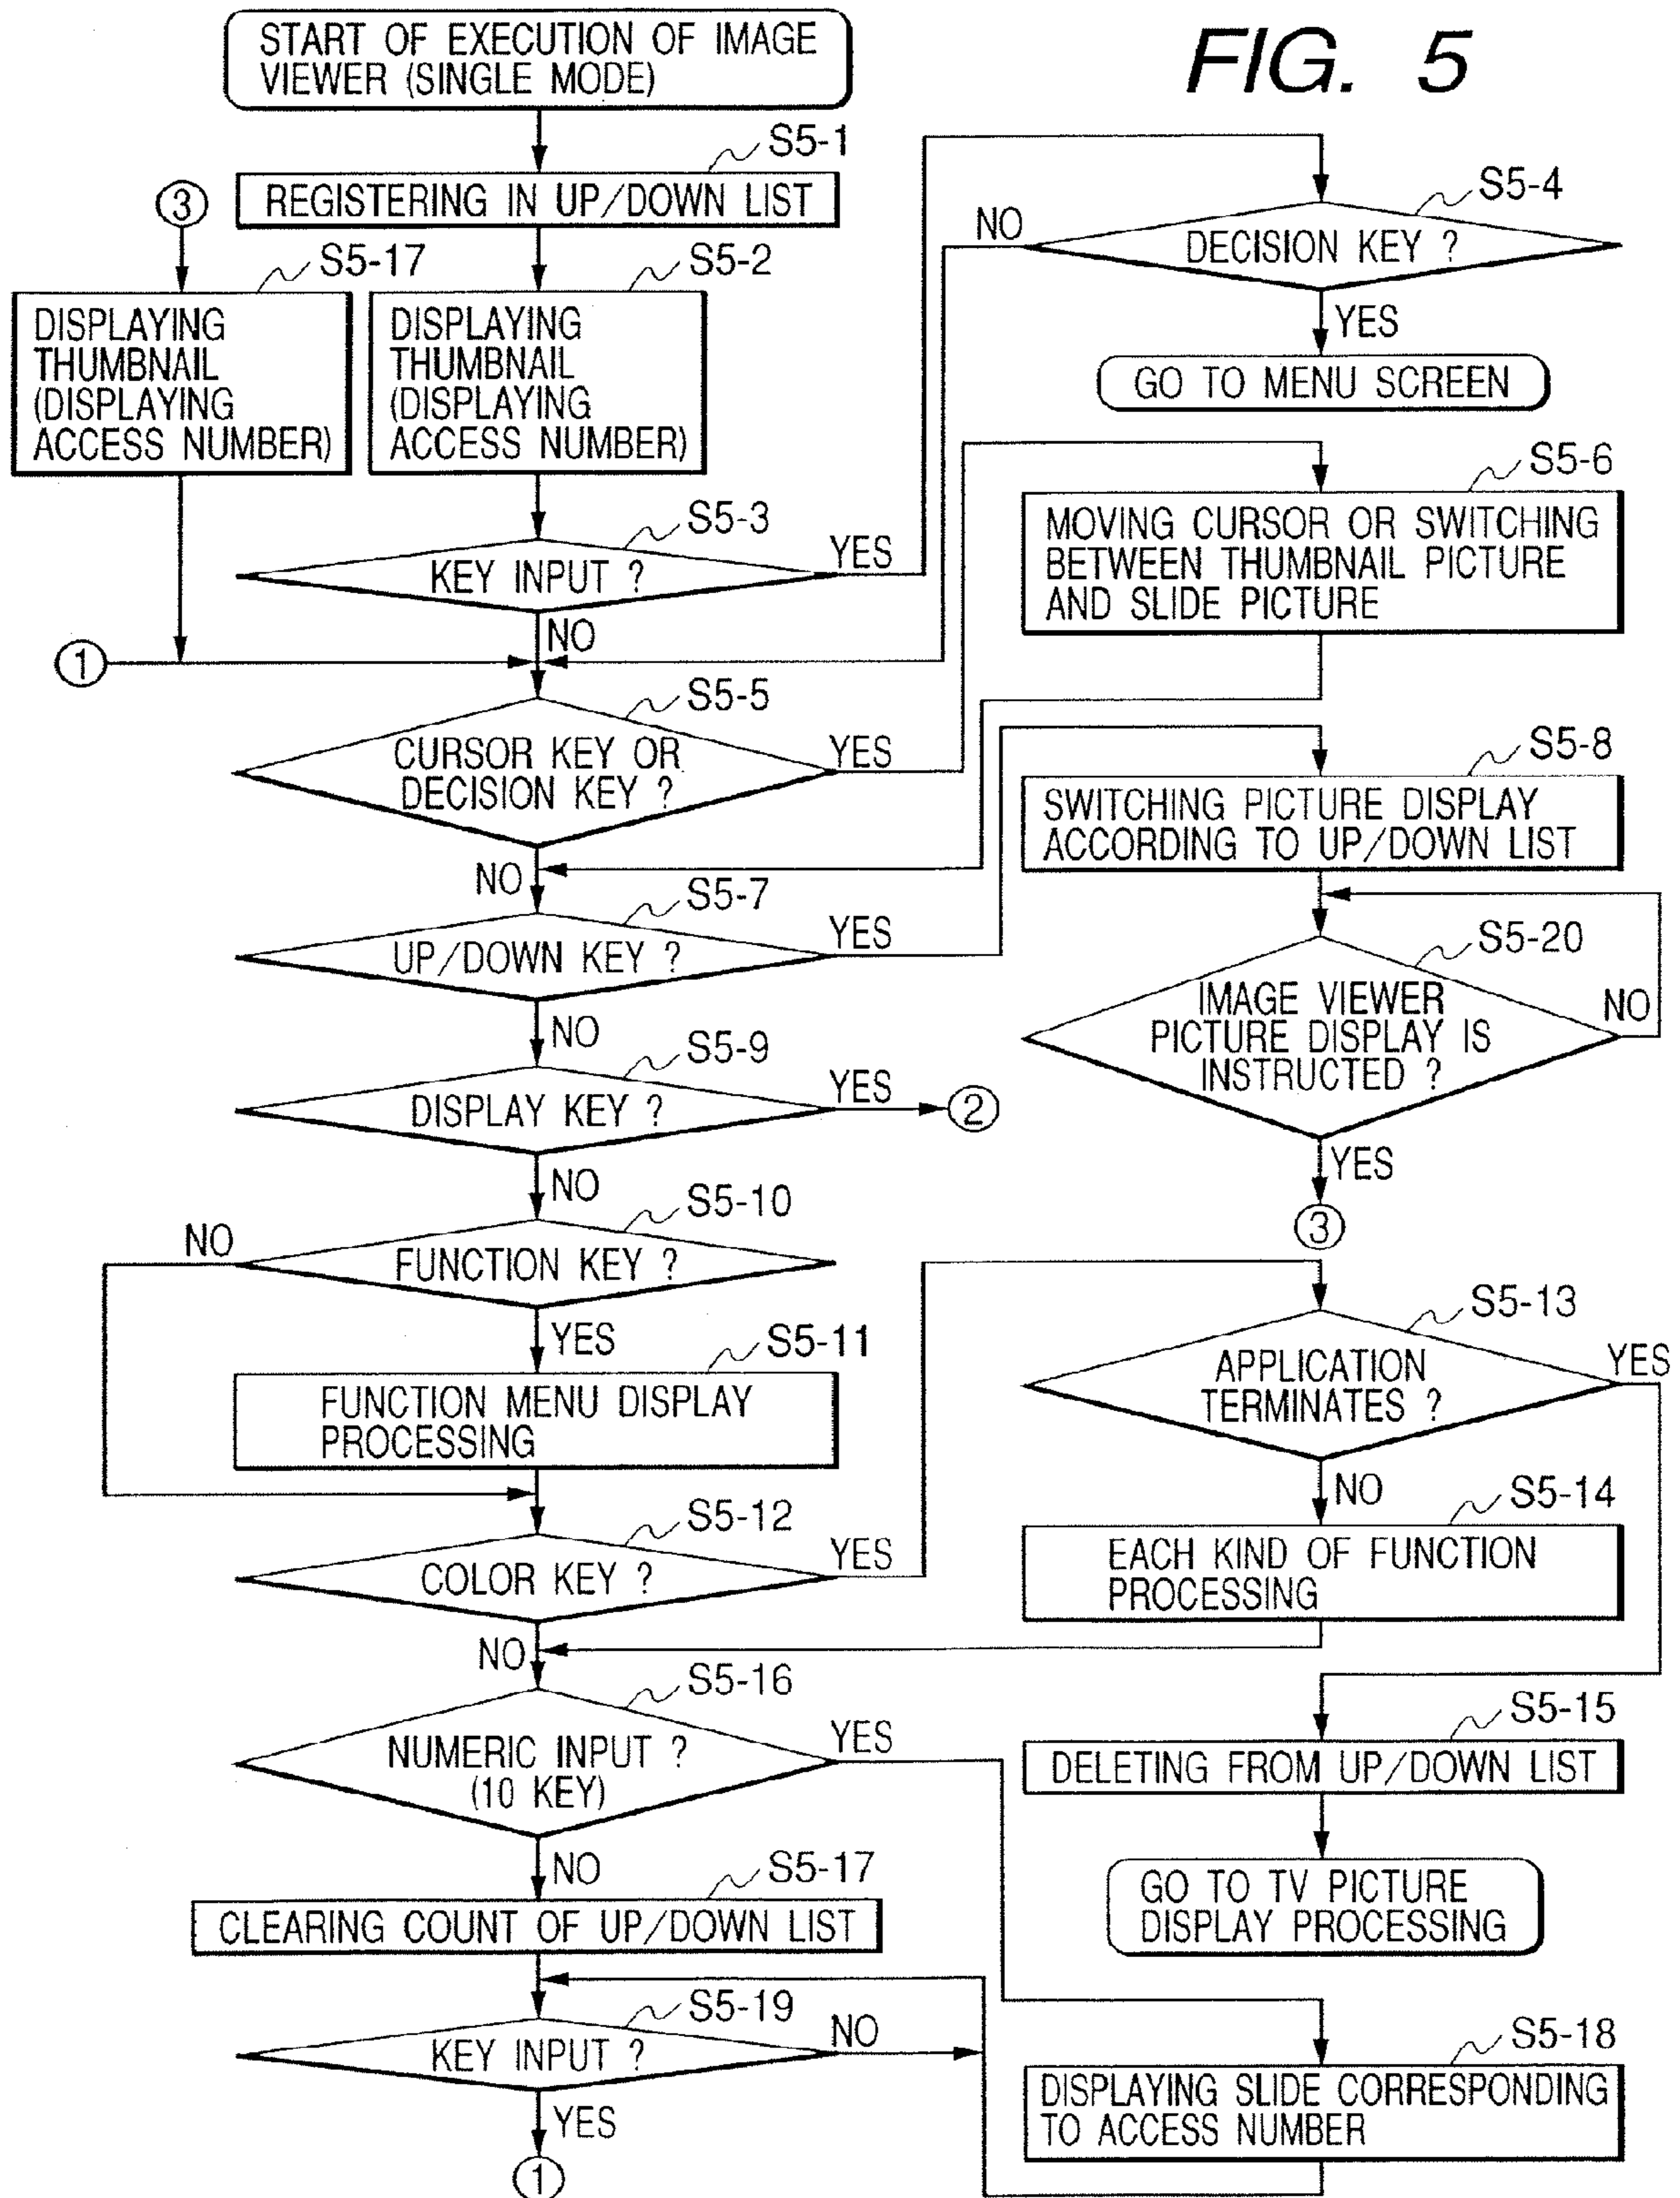 FIG. 5
START OF EXECUTION OF IMAGE
VIEWER (SINGLE MODE)
S5-1
REGISTERING IN UP/DOWN LIST
3
S5-17
DISPLAYING
THUMBNAIL
(DISPLAYING
ACCESS NUMBER)
S5-2
DISPLAYING
THUMBNAIL
(DISPLAYING
ACCESS NUMBER)
S5-3
KEY INPUT ?
YES
NO
1
S5-4
DECISION KEY ?
NO
YES
GO TO MENU SCREEN
S5-5
CURSOR KEY OR
DECISION KEY ?
YES
NO
S5-6
MOVING CURSOR OR SWITCHING
BETWEEN THUMBNAIL PICTURE
AND SLIDE PICTURE
S5-7
UP/DOWN KEY ?
YES
NO
S5-8
SWITCHING PICTURE DISPLAY
ACCORDING TO UP/DOWN LIST
S5-20
IMAGE VIEWER
PICTURE DISPLAY IS
INSTRUCTED ?
NO
YES
3
S5-9
DISPLAY KEY ?
YES
2
NO
S5-10
FUNCTION KEY ?
NO
YES
S5-11
FUNCTION MENU DISPLAY
PROCESSING
S5-12
COLOR KEY ?
YES
NO
S5-13
APPLICATION
TERMINATES ?
YES
NO
S5-14
EACH KIND OF FUNCTION
PROCESSING
S5-15
DELETING FROM UP/DOWN LIST
GO TO TV PICTURE
DISPLAY PROCESSING
S5-16
NUMERIC INPUT ?
(10 KEY)
YES
NO
S5-17
CLEARING COUNT OF UP/DOWN LIST
S5-19
KEY INPUT ?
NO
YES
1
S5-18
DISPLAYING SLIDE CORRESPONDING
TO ACCESS NUMBER